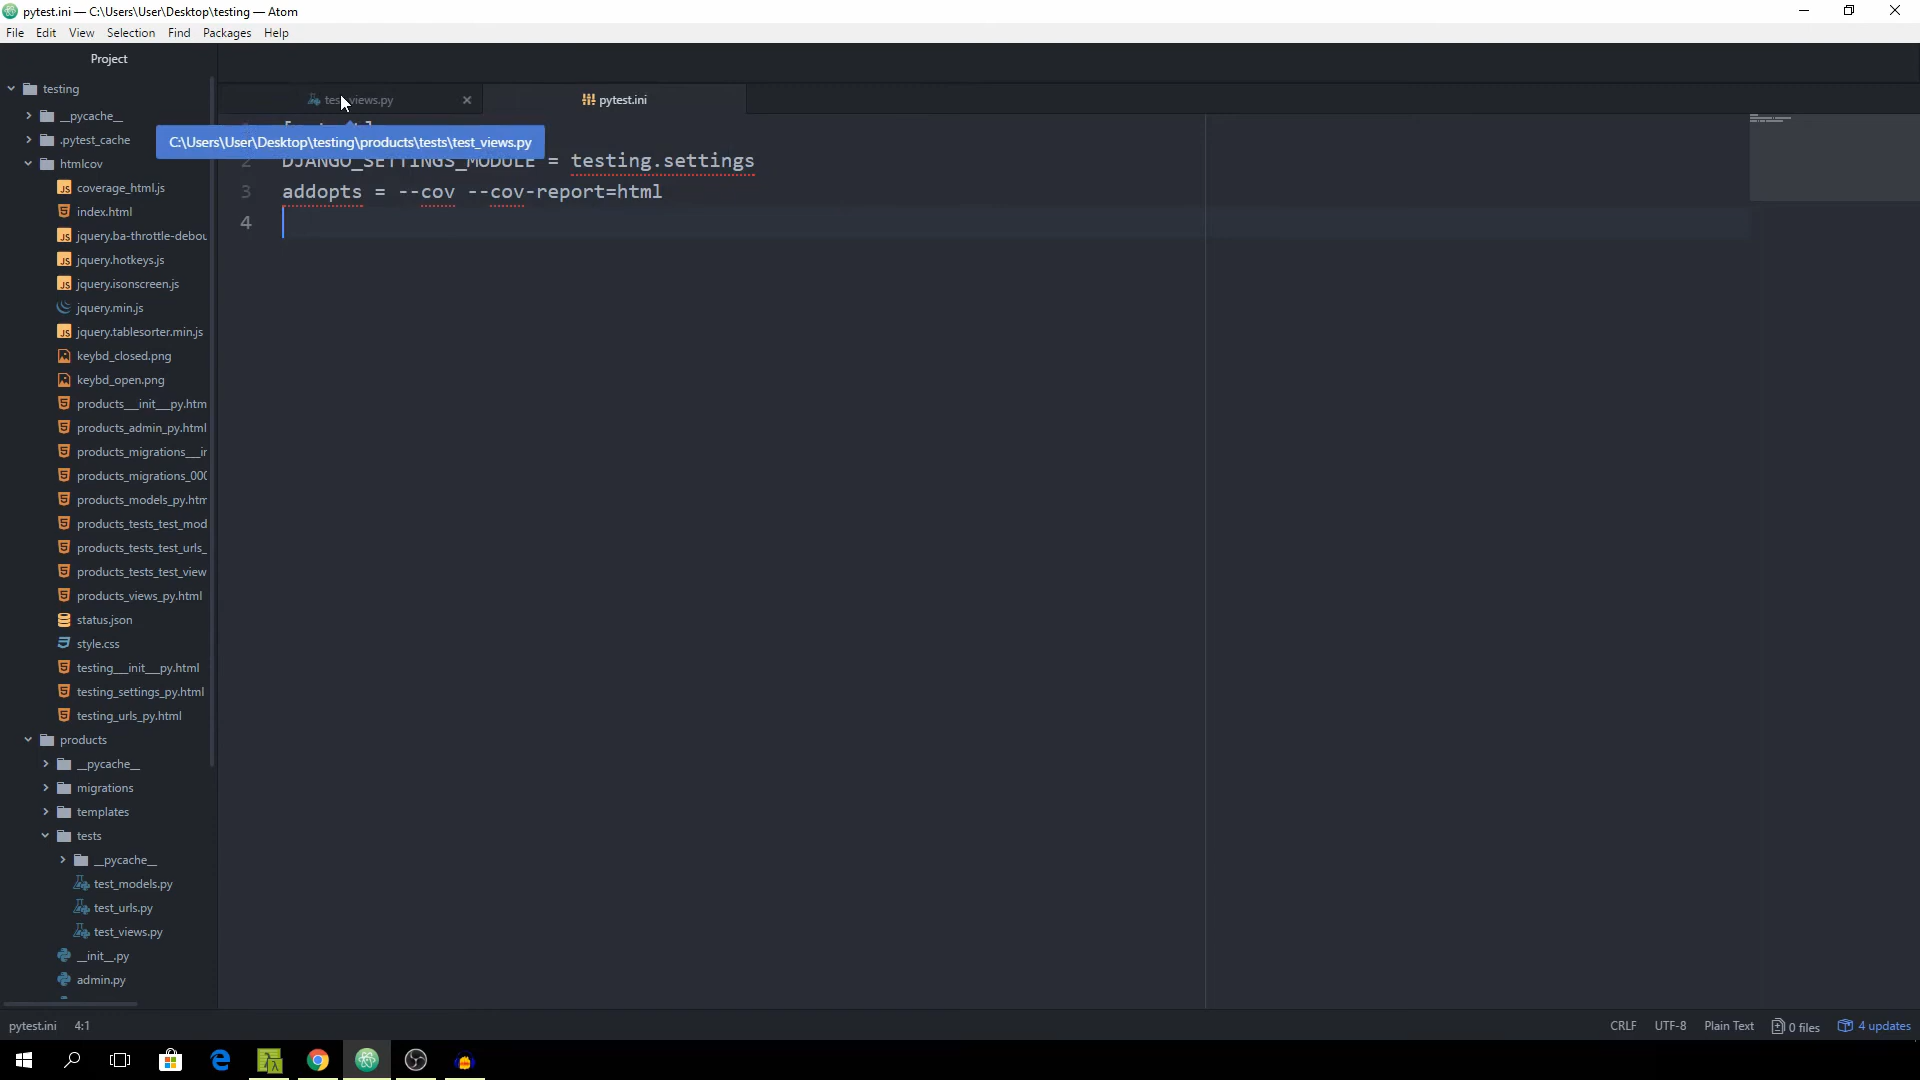 pytest.ini — C:\Users\User\Desktop\testing — Atom
File Edit View Selection Find Packages Help
Project
test_views.py
pytest.ini
C:\Users\User\Desktop\testing\products\tests\test_views.py
2 DJANGO_SETTINGS_MODULE = testing.settings
3 addopts = --cov --cov-report=html
4
testing
__pycache__
.pytest_cache
htmlcov
coverage_html.js
index.html
jquery.ba-throttle-debou
jquery.hotkeys.js
jquery.isonscreen.js
jquery.min.js
jquery.tablesorter.min.js
keybd_closed.png
keybd_open.png
products___init___py.htm
products_admin_py.html
products_migrations___ir
products_migrations_000
products_models_py.htm
products_tests_test_mod
products_tests_test_urls_
products_tests_test_view
products_views_py.html
status.json
style.css
testing___init___py.html
testing_settings_py.html
testing_urls_py.html
products
__pycache__
migrations
templates
tests
__pycache__
test_models.py
test_urls.py
test_views.py
__init__.py
admin.py
pytest.ini 4:1
CRLF UTF-8 Plain Text 0 files 4 updates